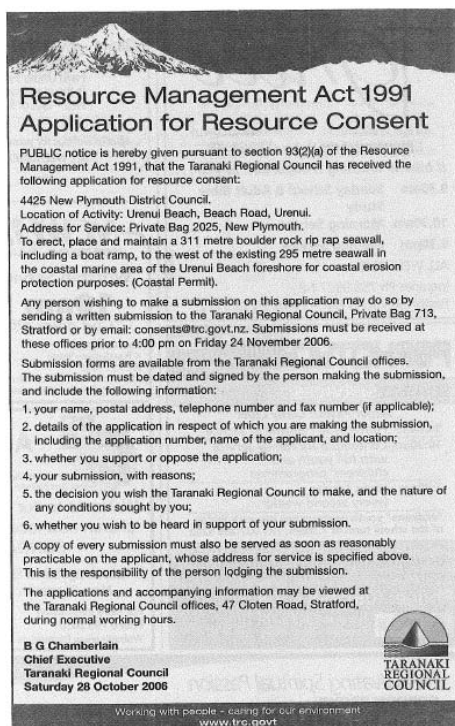 Resource Management Act 1991
Application for Resource Consent
PUBLIC notice is hereby given pursuant to section 93(2)(a) of the Resource
Management Act 1991, that the Taranaki Regional Council has received the
following application for resource consent:
4425 New Plymouth District Council.
Location of Activity: Urenui Beach, Beach Road, Urenui.
Address for Service: Private Bag 2025, New Plymouth.
To erect, place and maintain a 311 metre boulder rock rip rap seawall,
including a boat ramp, to the west of the existing 295 metre seawall in
the coastal marine area of the Urenui Beach foreshore for coastal erosion
protection purposes. (Coastal Permit).
Any person wishing to make a submission on this application may do so by
sending a written submission to the Taranaki Regional Council, Private Bag 713,
Stratford or by email: consents@trc.govt.nz. Submissions must be received at
these offices prior to 4:00 pm on Friday 24 November 2006.
Submission forms are available from the Taranaki Regional Council offices.
The submission must be dated and signed by the person making the submission,
and include the following information:
1. your name, postal address, telephone number and fax number (if applicable);
2. details of the application in respect of which you are making the submission,
including the application number, name of the applicant, and location;
3. whether you support or oppose the application;
4. your submission, with reasons;
5. the decision you wish the Taranaki Regional Council to make, and the nature of
any conditions sought by you;
6. whether you wish to be heard in support of your submission.
A copy of every submission must also be served as soon as reasonably
practicable on the applicant, whose address for service is specified above.
This is the responsibility of the person lodging the submission.
The applications and accompanying information may be viewed at
the Taranaki Regional Council offices, 47 Cloten Road, Stratford,
during normal working hours.
B G Chamberlain
Chief Executive
Taranaki Regional Council
Saturday 28 October 2006
TARANAKI
REGIONAL
COUNCIL
Working with people - caring for our environment
www.trc.govt